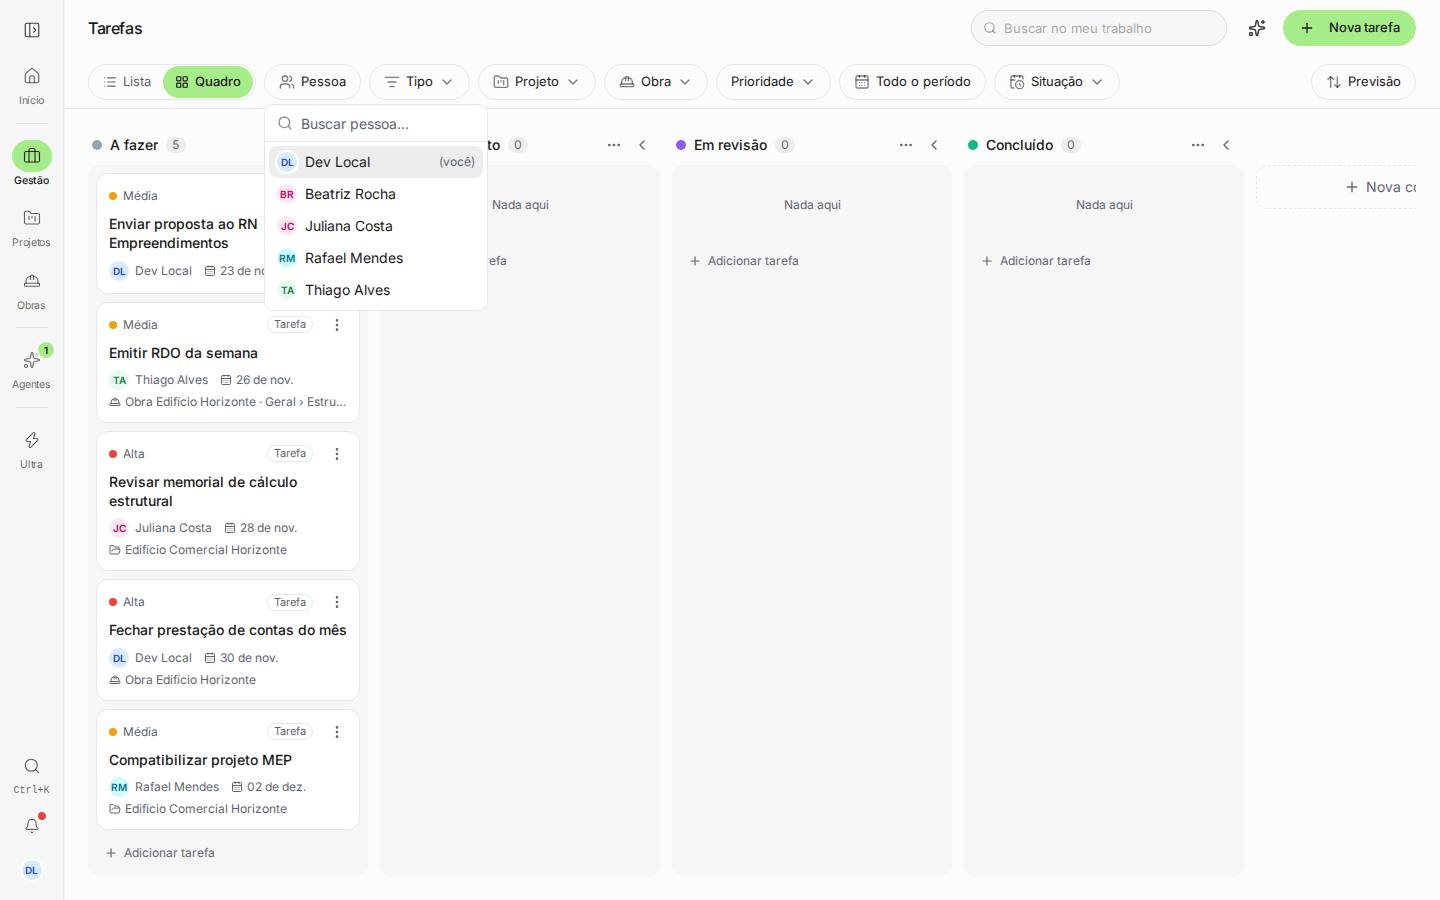 Tarefas
Buscar no meu trabalho
Nova tarefa
Lista
Quadro
Pessoa
Tipo
Projeto
Obra
Prioridade
Todo o período
Situação
Previsão
Início
Gestão
Projetos
Obras
1
Agentes
Ultra
Ctrl+K
DL
Buscar pessoa...
DL Dev Local (você)
BR Beatriz Rocha
JC Juliana Costa
RM Rafael Mendes
TA Thiago Alves
A fazer 5
Média
Enviar proposta ao RN
Empreendimentos
DL Dev Local 23 de no
Média Tarefa
Emitir RDO da semana
TA Thiago Alves 26 de nov.
Obra Edifício Horizonte · Geral › Estru...
Alta Tarefa
Revisar memorial de cálculo
estrutural
JC Juliana Costa 28 de nov.
Edifício Comercial Horizonte
Alta Tarefa
Fechar prestação de contas do mês
DL Dev Local 30 de nov.
Obra Edifício Horizonte
Média Tarefa
Compatibilizar projeto MEP
RM Rafael Mendes 02 de dez.
Edifício Comercial Horizonte
Adicionar tarefa
to 0
Nada aqui
efa
Em revisão 0
Nada aqui
Adicionar tarefa
Concluído 0
Nada aqui
Adicionar tarefa
Nova co